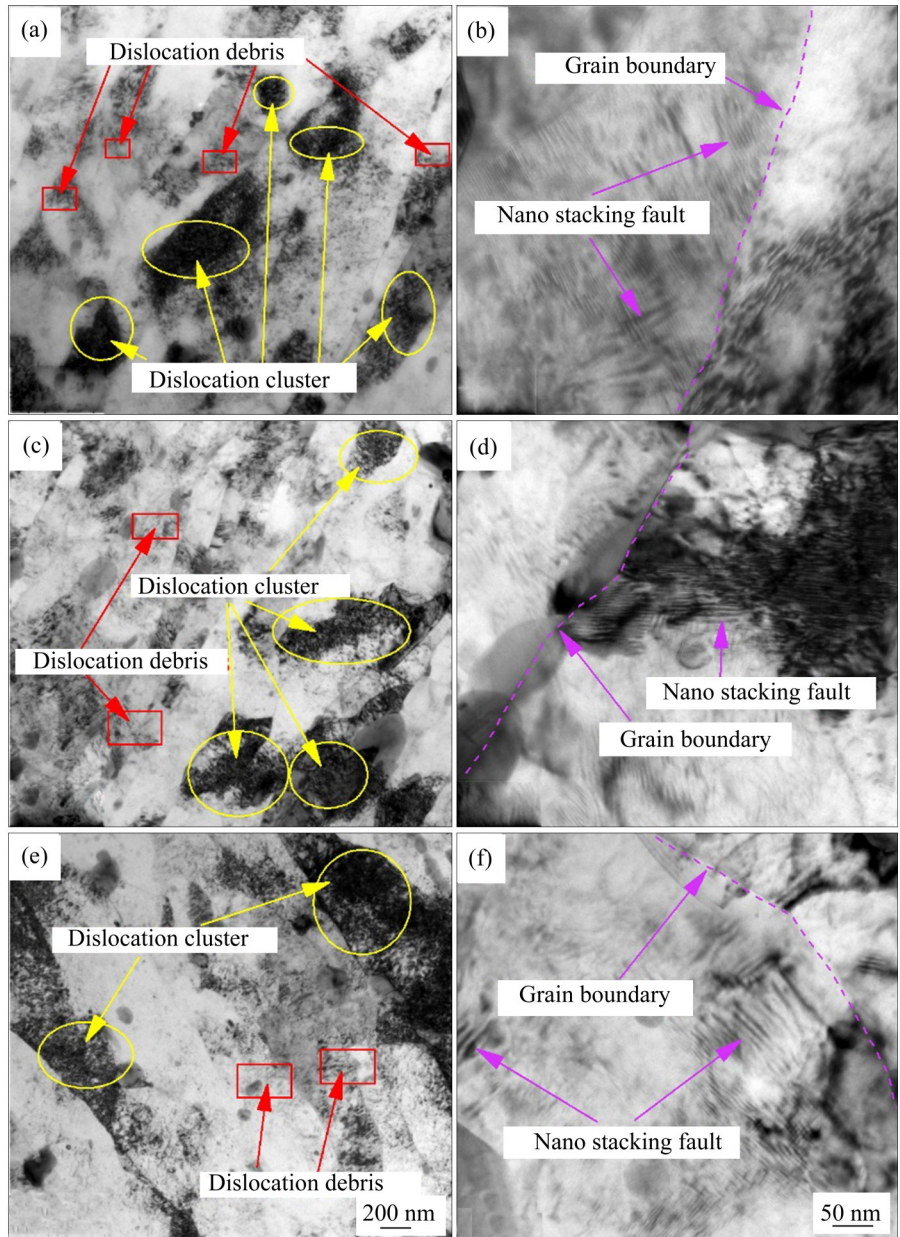 (a)
Dislocation debris
Dislocation cluster
(b)
Grain boundary
Nano stacking fault
(c)
Dislocation cluster
Dislocation debris
(d)
Nano stacking fault
Grain boundary
(e)
Dislocation cluster
Dislocation debris
200 nm
(f)
Grain boundary
Nano stacking fault
50 nm